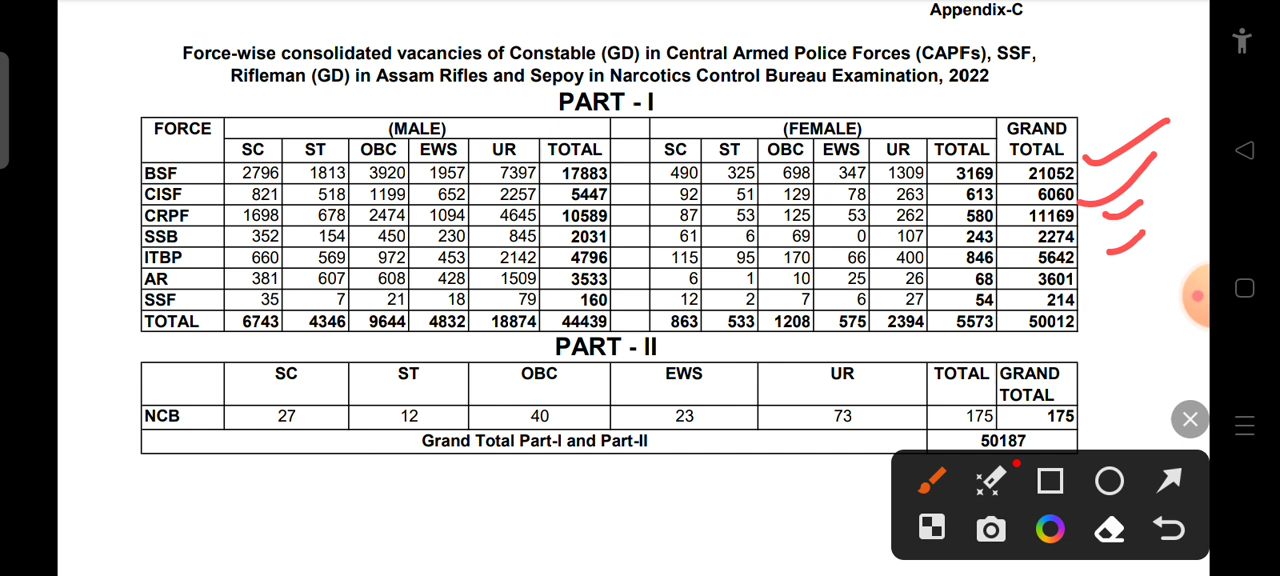 Appendix-C
Force-wise consolidated vacancies of Constable (GD) in Central Armed Police Forces (CAPFs), SSF,
Rifleman (GD) in Assam Rifles and Sepoy in Narcotics Control Bureau Examination, 2022
PART - I
FORCE (MALE) (FEMALE) GRAND TOTAL
SC ST OBC EWS UR TOTAL SC ST OBC EWS UR TOTAL
BSF 2796 1813 3920 1957 7397 17883 490 325 698 347 1309 3169 21052
CISF 821 518 1199 652 2257 5447 92 51 129 78 263 613 6060
CRPF 1698 678 2474 1094 4645 10589 87 53 125 53 262 580 11169
SSB 352 154 450 230 845 2031 61 6 69 0 107 243 2274
ITBP 660 569 972 453 2142 4796 115 95 170 66 400 846 5642
AR 381 607 608 428 1509 3533 6 1 10 25 26 68 3601
SSF 35 7 21 18 79 160 12 2 7 6 27 54 214
TOTAL 6743 4346 9644 4832 18874 44439 863 533 1208 575 2394 5573 50012
PART - II
SC ST OBC EWS UR TOTAL GRAND TOTAL
NCB 27 12 40 23 73 175 175
Grand Total Part-I and Part-II 50187